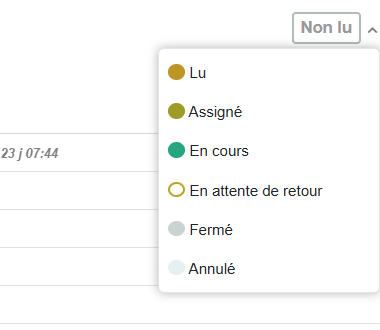 Non lu
Lu
Assigné
23 j 07:44
En cours
En attente de retour
Fermé
Annulé